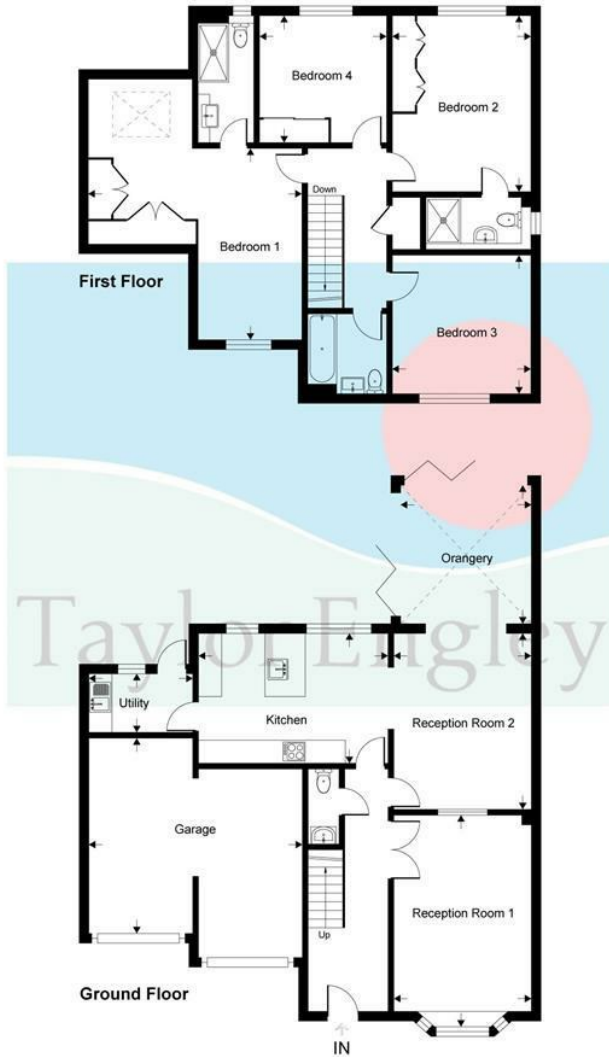 Bedroom 4
Bedroom 2
Down
Bedroom 1
First Floor
Bedroom 3
Orangery
Taylor Engley
Utility
Kitchen
Reception Room 2
Garage
Reception Room 1
Up
Ground Floor
IN